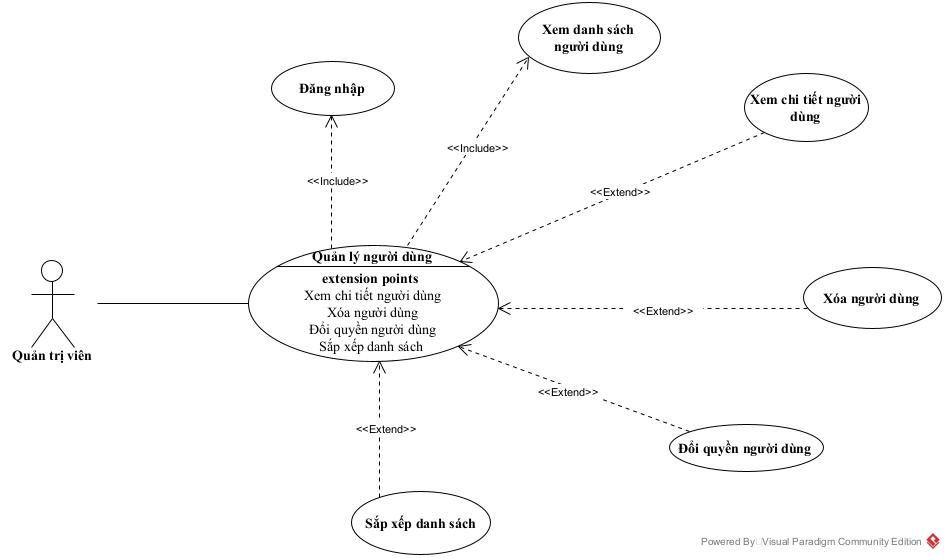 Xem danh sách
người dùng
Đăng nhập
Xem chi tiết người
dùng
<<Include>>
<<Include>>
<<Extend>>
Quản lý người dùng
extension points
Xem chi tiết người dùng
Xóa người dùng
Đổi quyền người dùng
Sắp xếp danh sách
Xóa người dùng
<<Extend>>
Quản trị viên
<<Extend>>
<<Extend>>
Đổi quyền người dùng
Sắp xếp danh sách
Powered By Visual Paradigm Community Edition